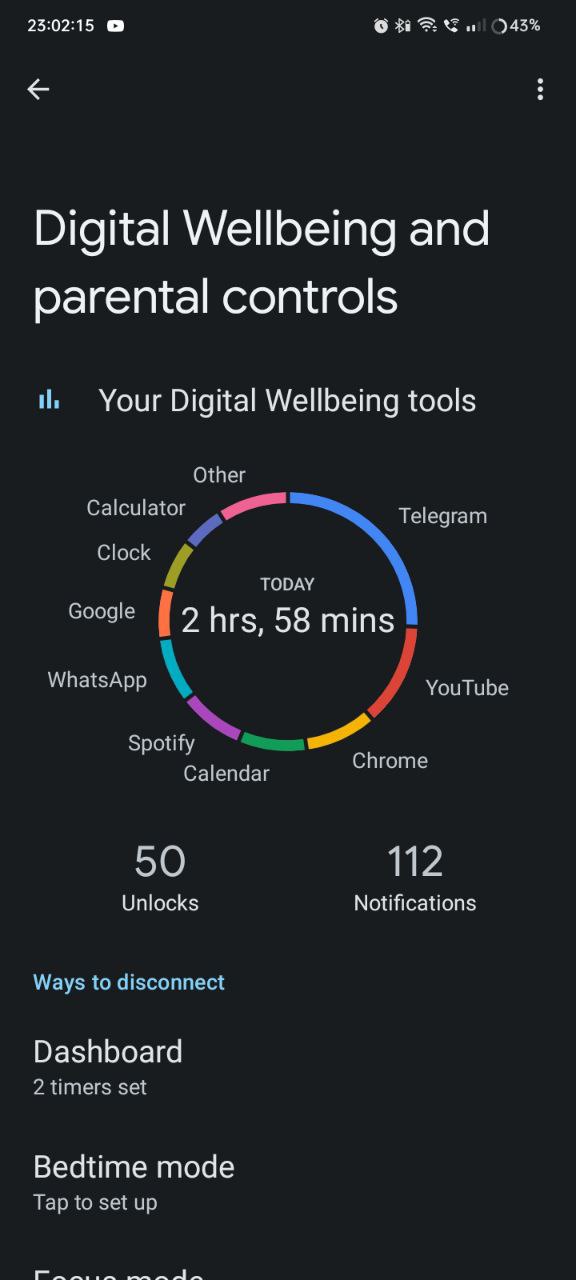 23:02:15
43%
Digital Wellbeing and
parental controls
Your Digital Wellbeing tools
Other
Calculator
Telegram
Clock
TODAY
Google
2 hrs, 58 mins
WhatsApp
YouTube
Spotify
Chrome
Calendar
50
Unlocks
112
Notifications
Ways to disconnect
Dashboard
2 timers set
Bedtime mode
Tap to set up
Focus mode